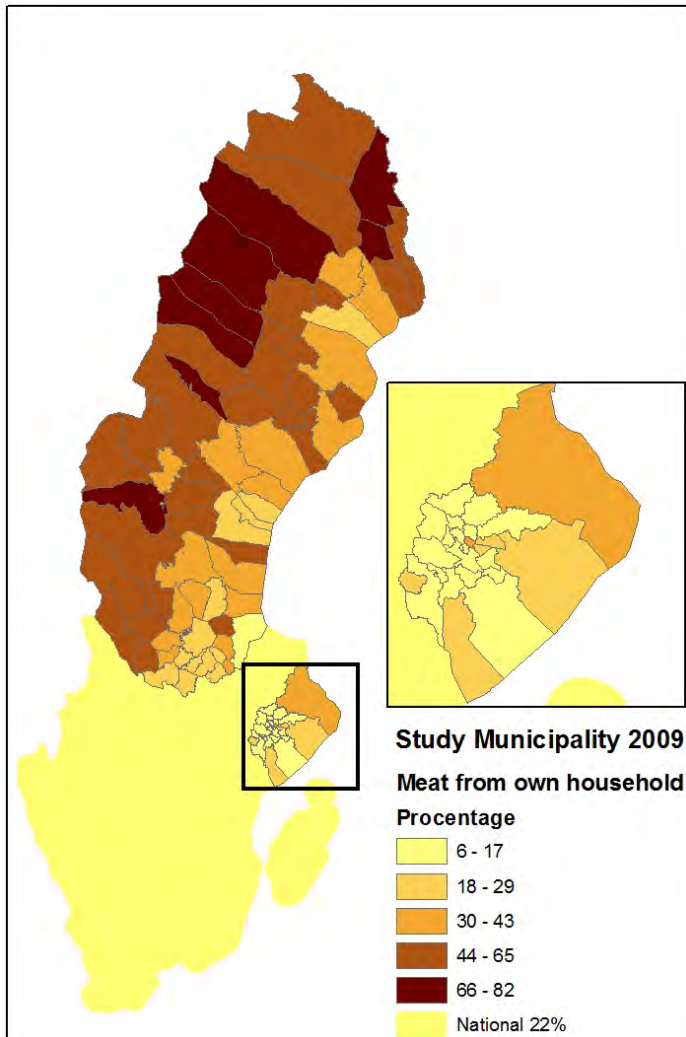 Study Municipality 2009
Meat from own household
Procentage
6 - 17
18 - 29
30 - 43
44 - 65
66 - 82
National 22%